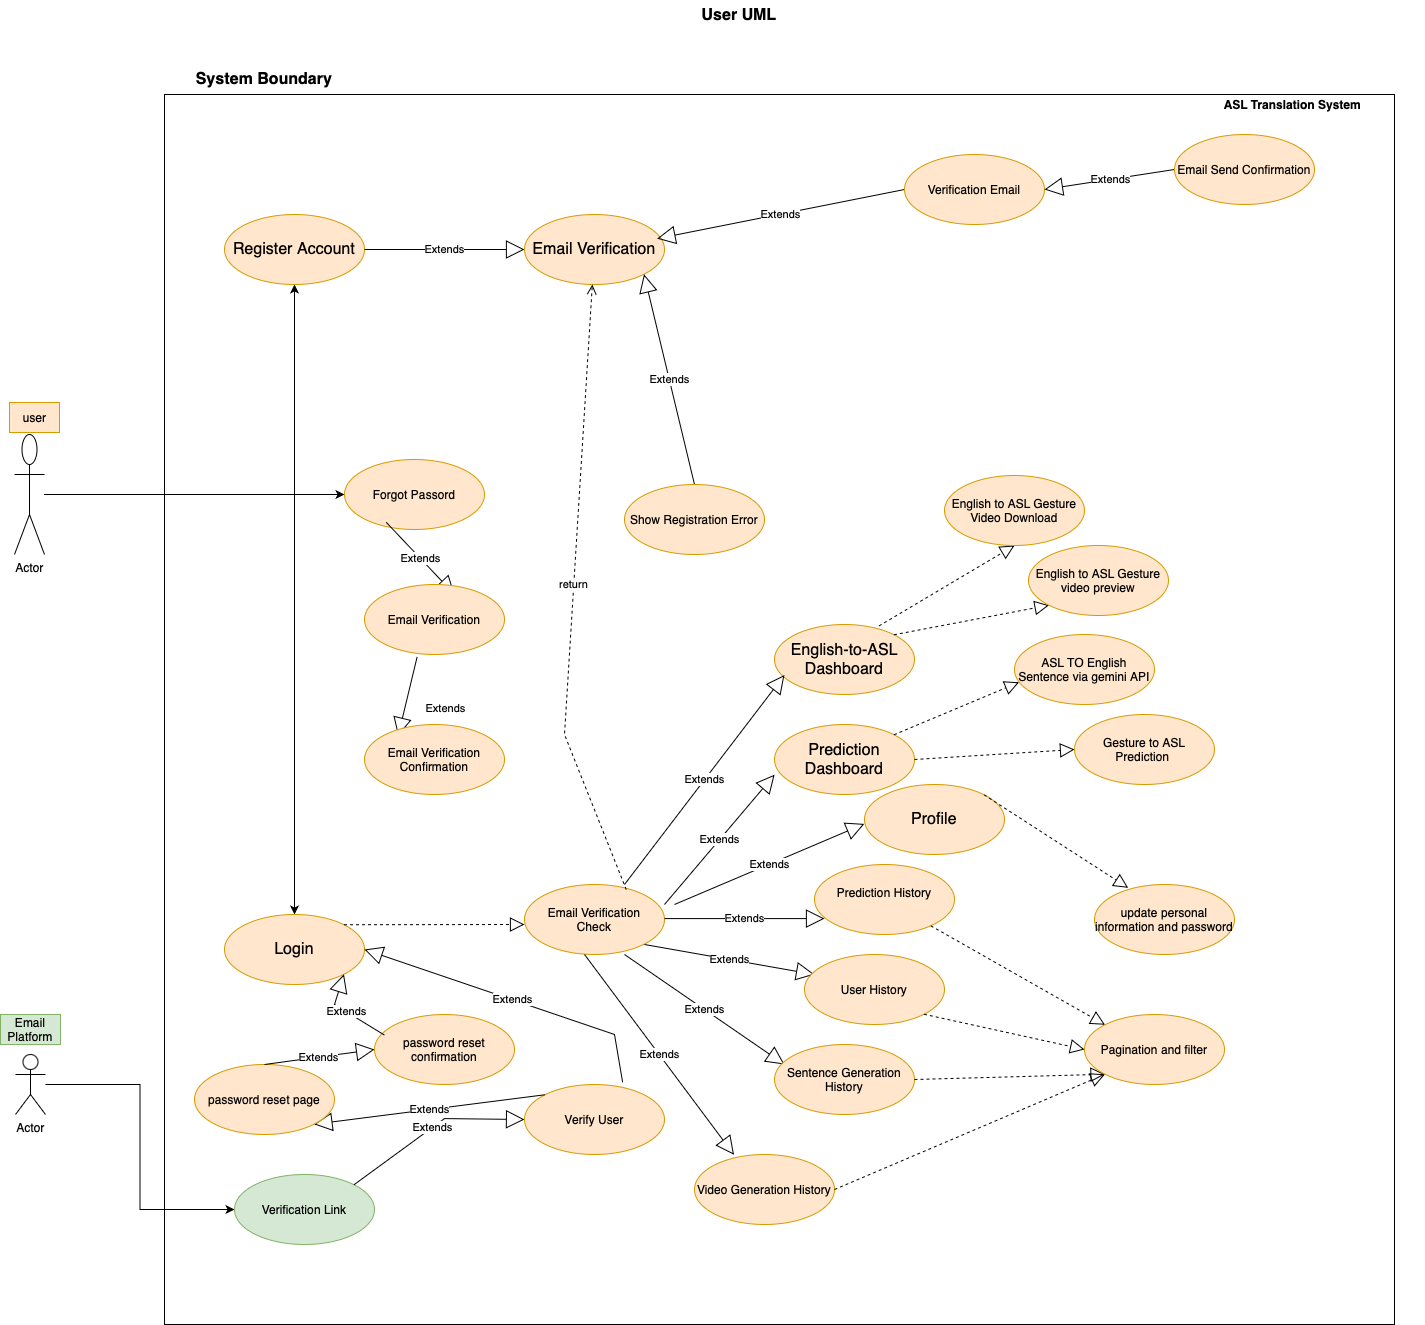 User UML
System Boundary
ASL Translation System
Email Send Confirmation
Extends
Verification Email
Extends
Register Account
Extends
Email Verification
Extends
user
Actor
Forgot Passord
Extends
Show Registration Error
English to ASL Gesture
Video Download
English to ASL Gesture
video preview
return
Email Verification
Extends
Email Verification
Confirmation
English-to-ASL
Dashboard
ASL TO English
Sentence via gemini API
Prediction
Dashboard
Gesture to ASL
Prediction
Extends
Extends
Profile
Extends
Prediction History
Extends
Email Verification
Check
update personal
information and password
Login
Extends
User History
Extends
Extends
Extends
Email
Platform
Actor
password reset
confirmation
Extends
Extends
Pagination and filter
Sentence Generation
History
password reset page
Extends
Extends
Verify User
Verification Link
Video Generation History